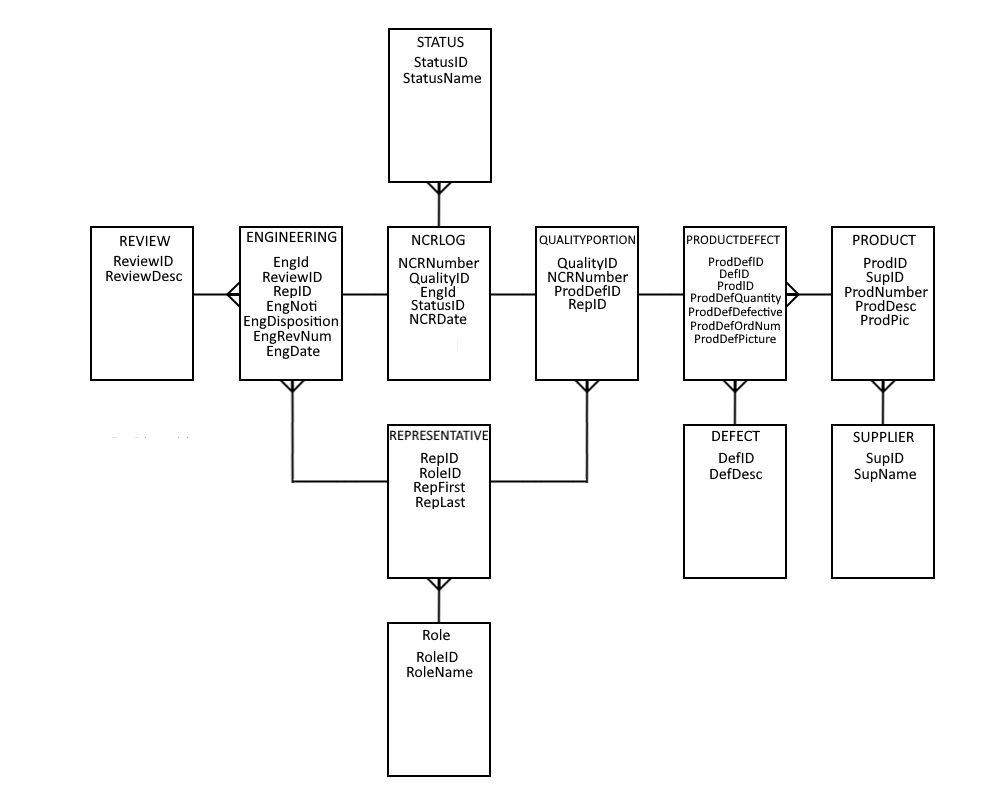 STATUS
StatusID
StatusName
REVIEW
ReviewID
ReviewDesc
ENGINEERING
EngId
ReviewID
RepID
EngNoti
EngDisposition
EngRevNum
EngDate
NCRLOG
NCRNumber
QualityID
EngId
StatusID
NCRDate
QUALITYPORTION
QualityID
NCRNumber
ProdDefID
RepID
PRODUCTDEFECT
ProdDefID
DefID
ProdID
ProdDefQuantity
ProdDefDefective
ProdDefOrdNum
ProdDefPicture
PRODUCT
ProdID
SupID
ProdNumber
ProdDesc
ProdPic
REPRESENTATIVE
RepID
RoleID
RepFirst
RepLast
DEFECT
DefID
DefDesc
SUPPLIER
SupID
SupName
Role
RoleID
RoleName